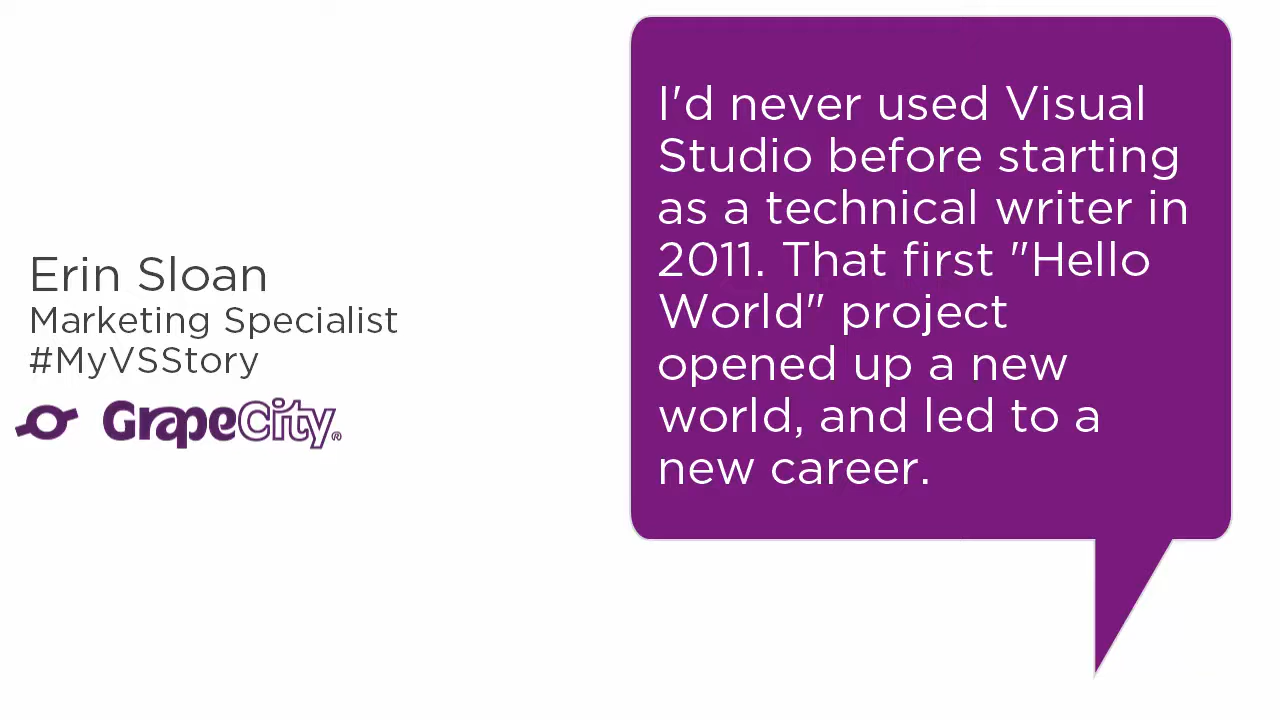 Erin Sloan
Marketing Specialist
#MyVSStory
GrapeCity®
I'd never used Visual
Studio before starting
as a technical writer in
2011. That first "Hello
World" project
opened up a new
world, and led to a
new career.